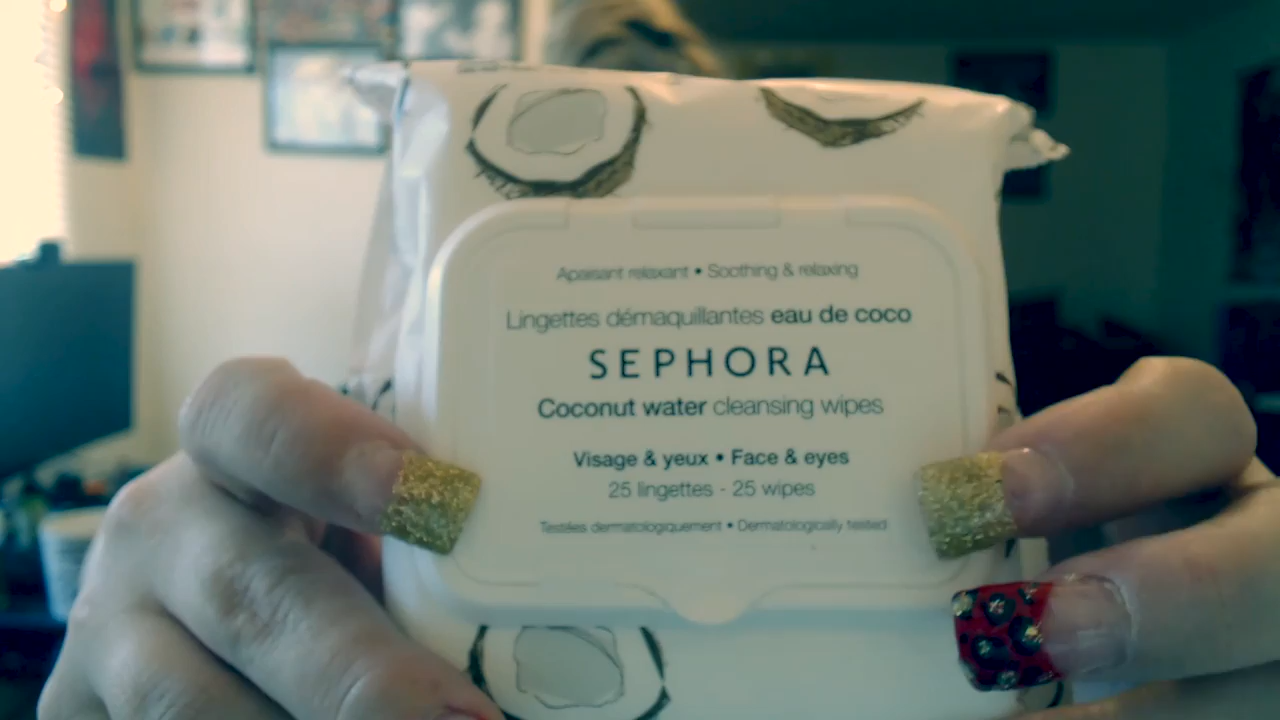 Apaisant relaxant • Soothing & relaxing
Lingettes démaquillantes eau de coco
SEPHORA
Coconut water cleansing wipes
Visage & yeux • Face & eyes
25 lingettes - 25 wipes
Testées dermatologiquement • Dermatologically tested